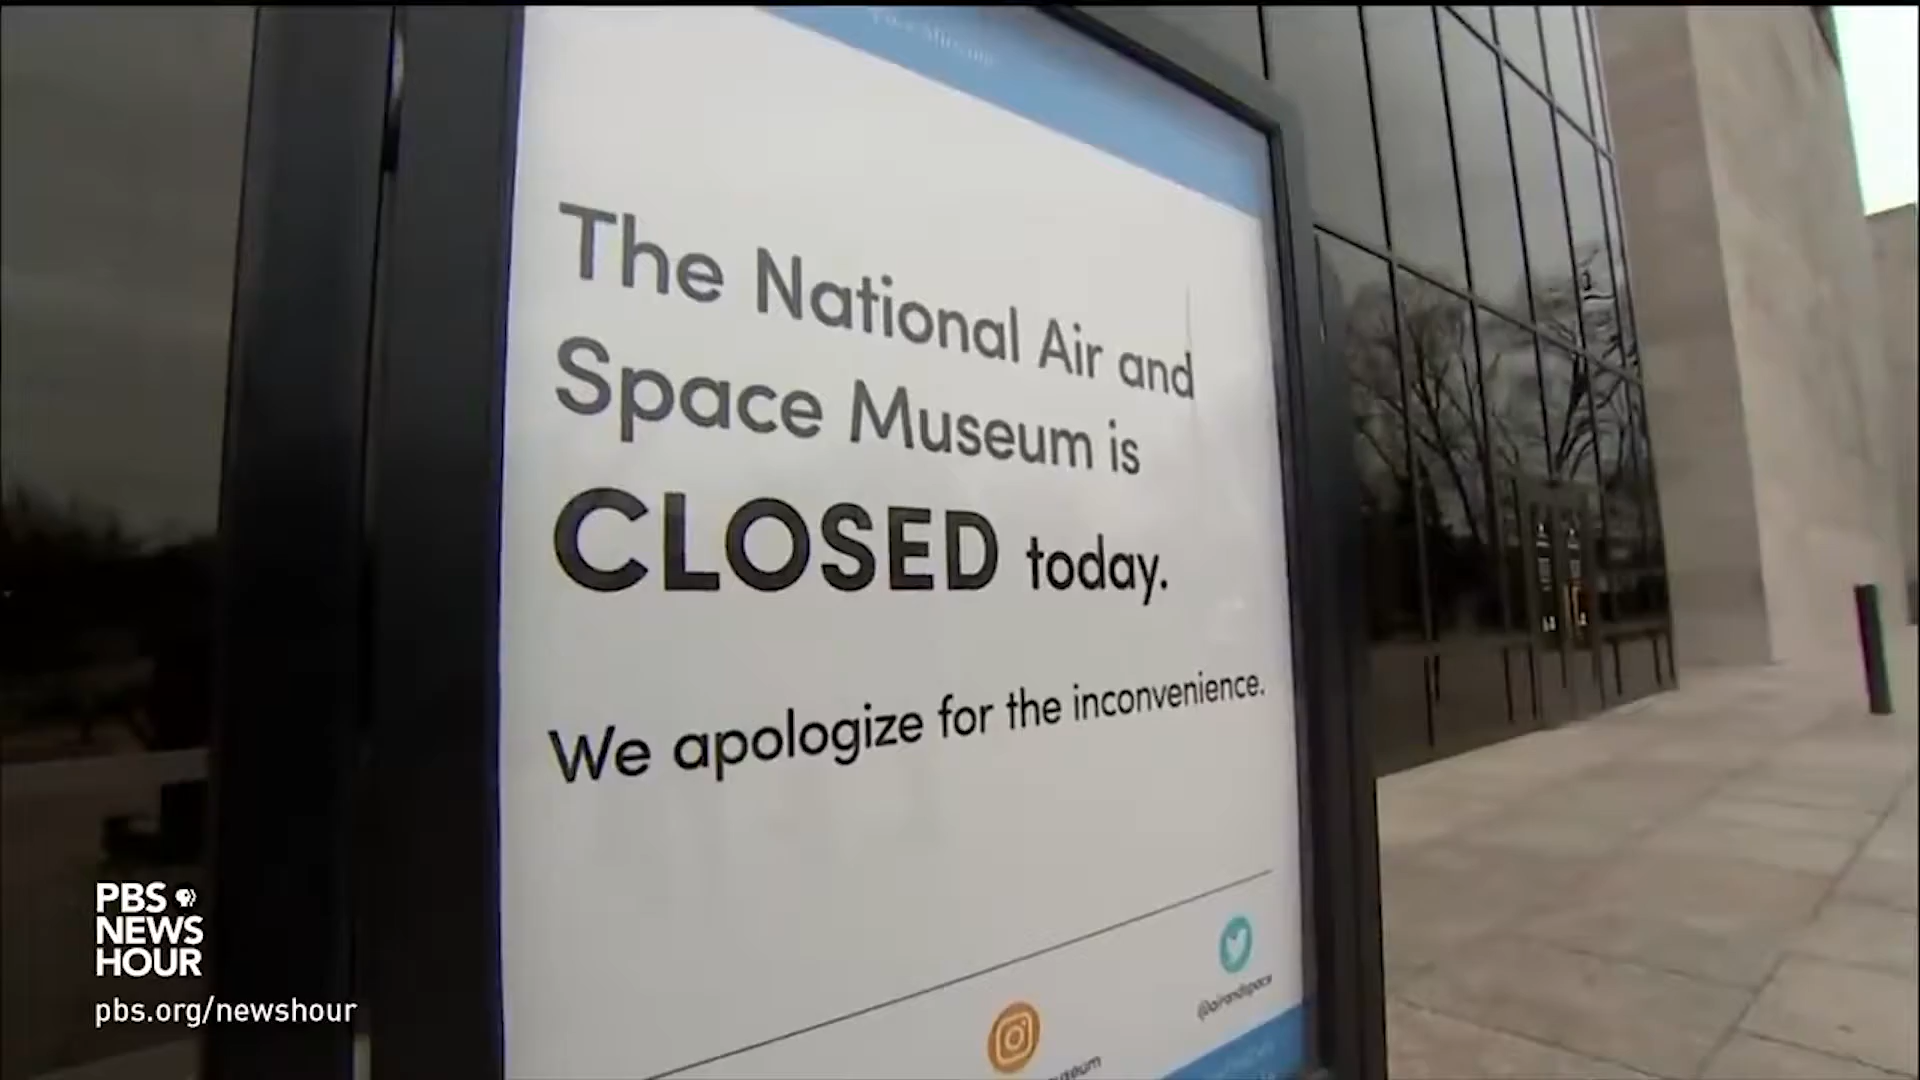 The National Air and
Space Museum is
CLOSED today.
We apologize for the inconvenience.
@airandspace
PBS
NEWS
HOUR
pbs.org/newshour